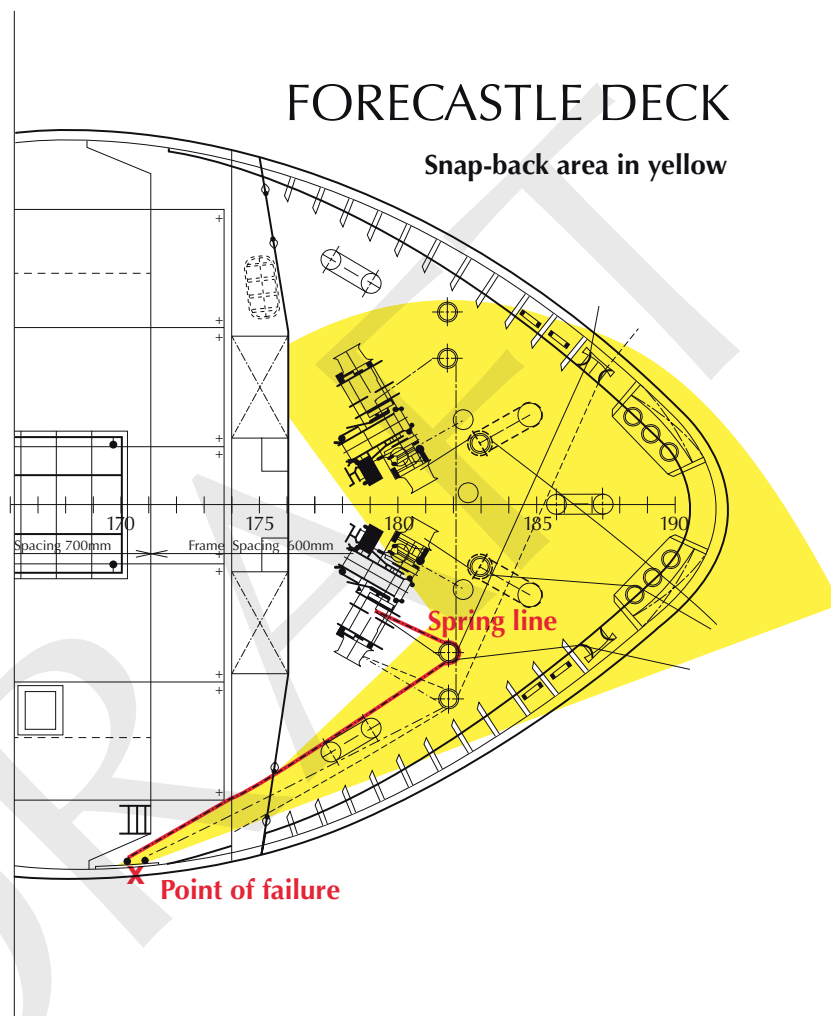 FORECASTLE DECK
Snap-back area in yellow
170 175 180 185 190
Spacing 700mm Frame Spacing 600mm
Spring line
X
Point of failure
DRAFT